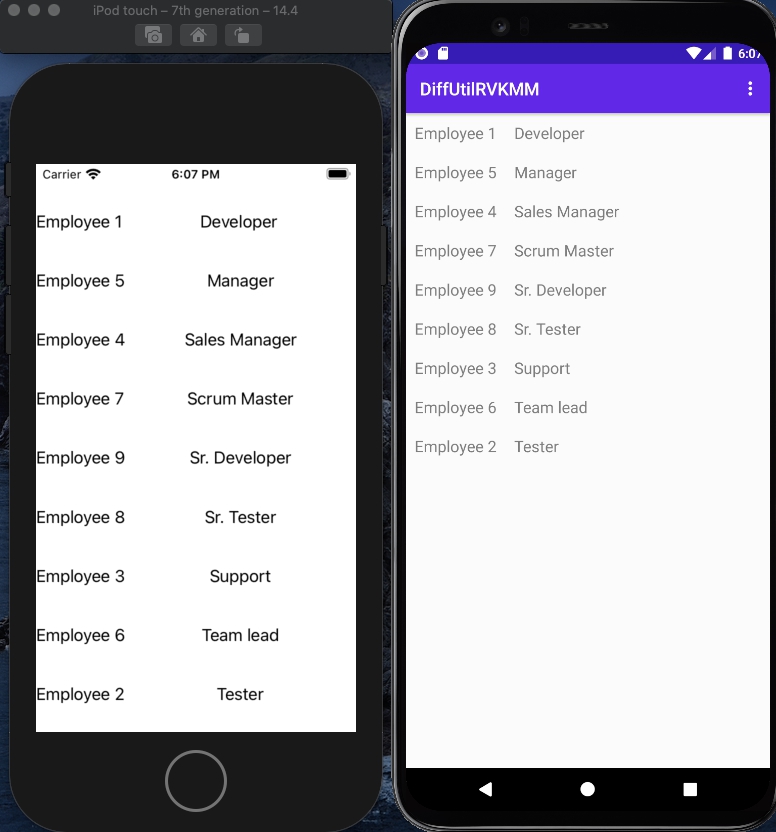 iPod touch – 7th generation – 14.4
Carrier 6:07 PM
Employee 1 Developer
Employee 5 Manager
Employee 4 Sales Manager
Employee 7 Scrum Master
Employee 9 Sr. Developer
Employee 8 Sr. Tester
Employee 3 Support
Employee 6 Team lead
Employee 2 Tester
6:07
DiffUtilRVKMM
Employee 1 Developer
Employee 5 Manager
Employee 4 Sales Manager
Employee 7 Scrum Master
Employee 9 Sr. Developer
Employee 8 Sr. Tester
Employee 3 Support
Employee 6 Team lead
Employee 2 Tester